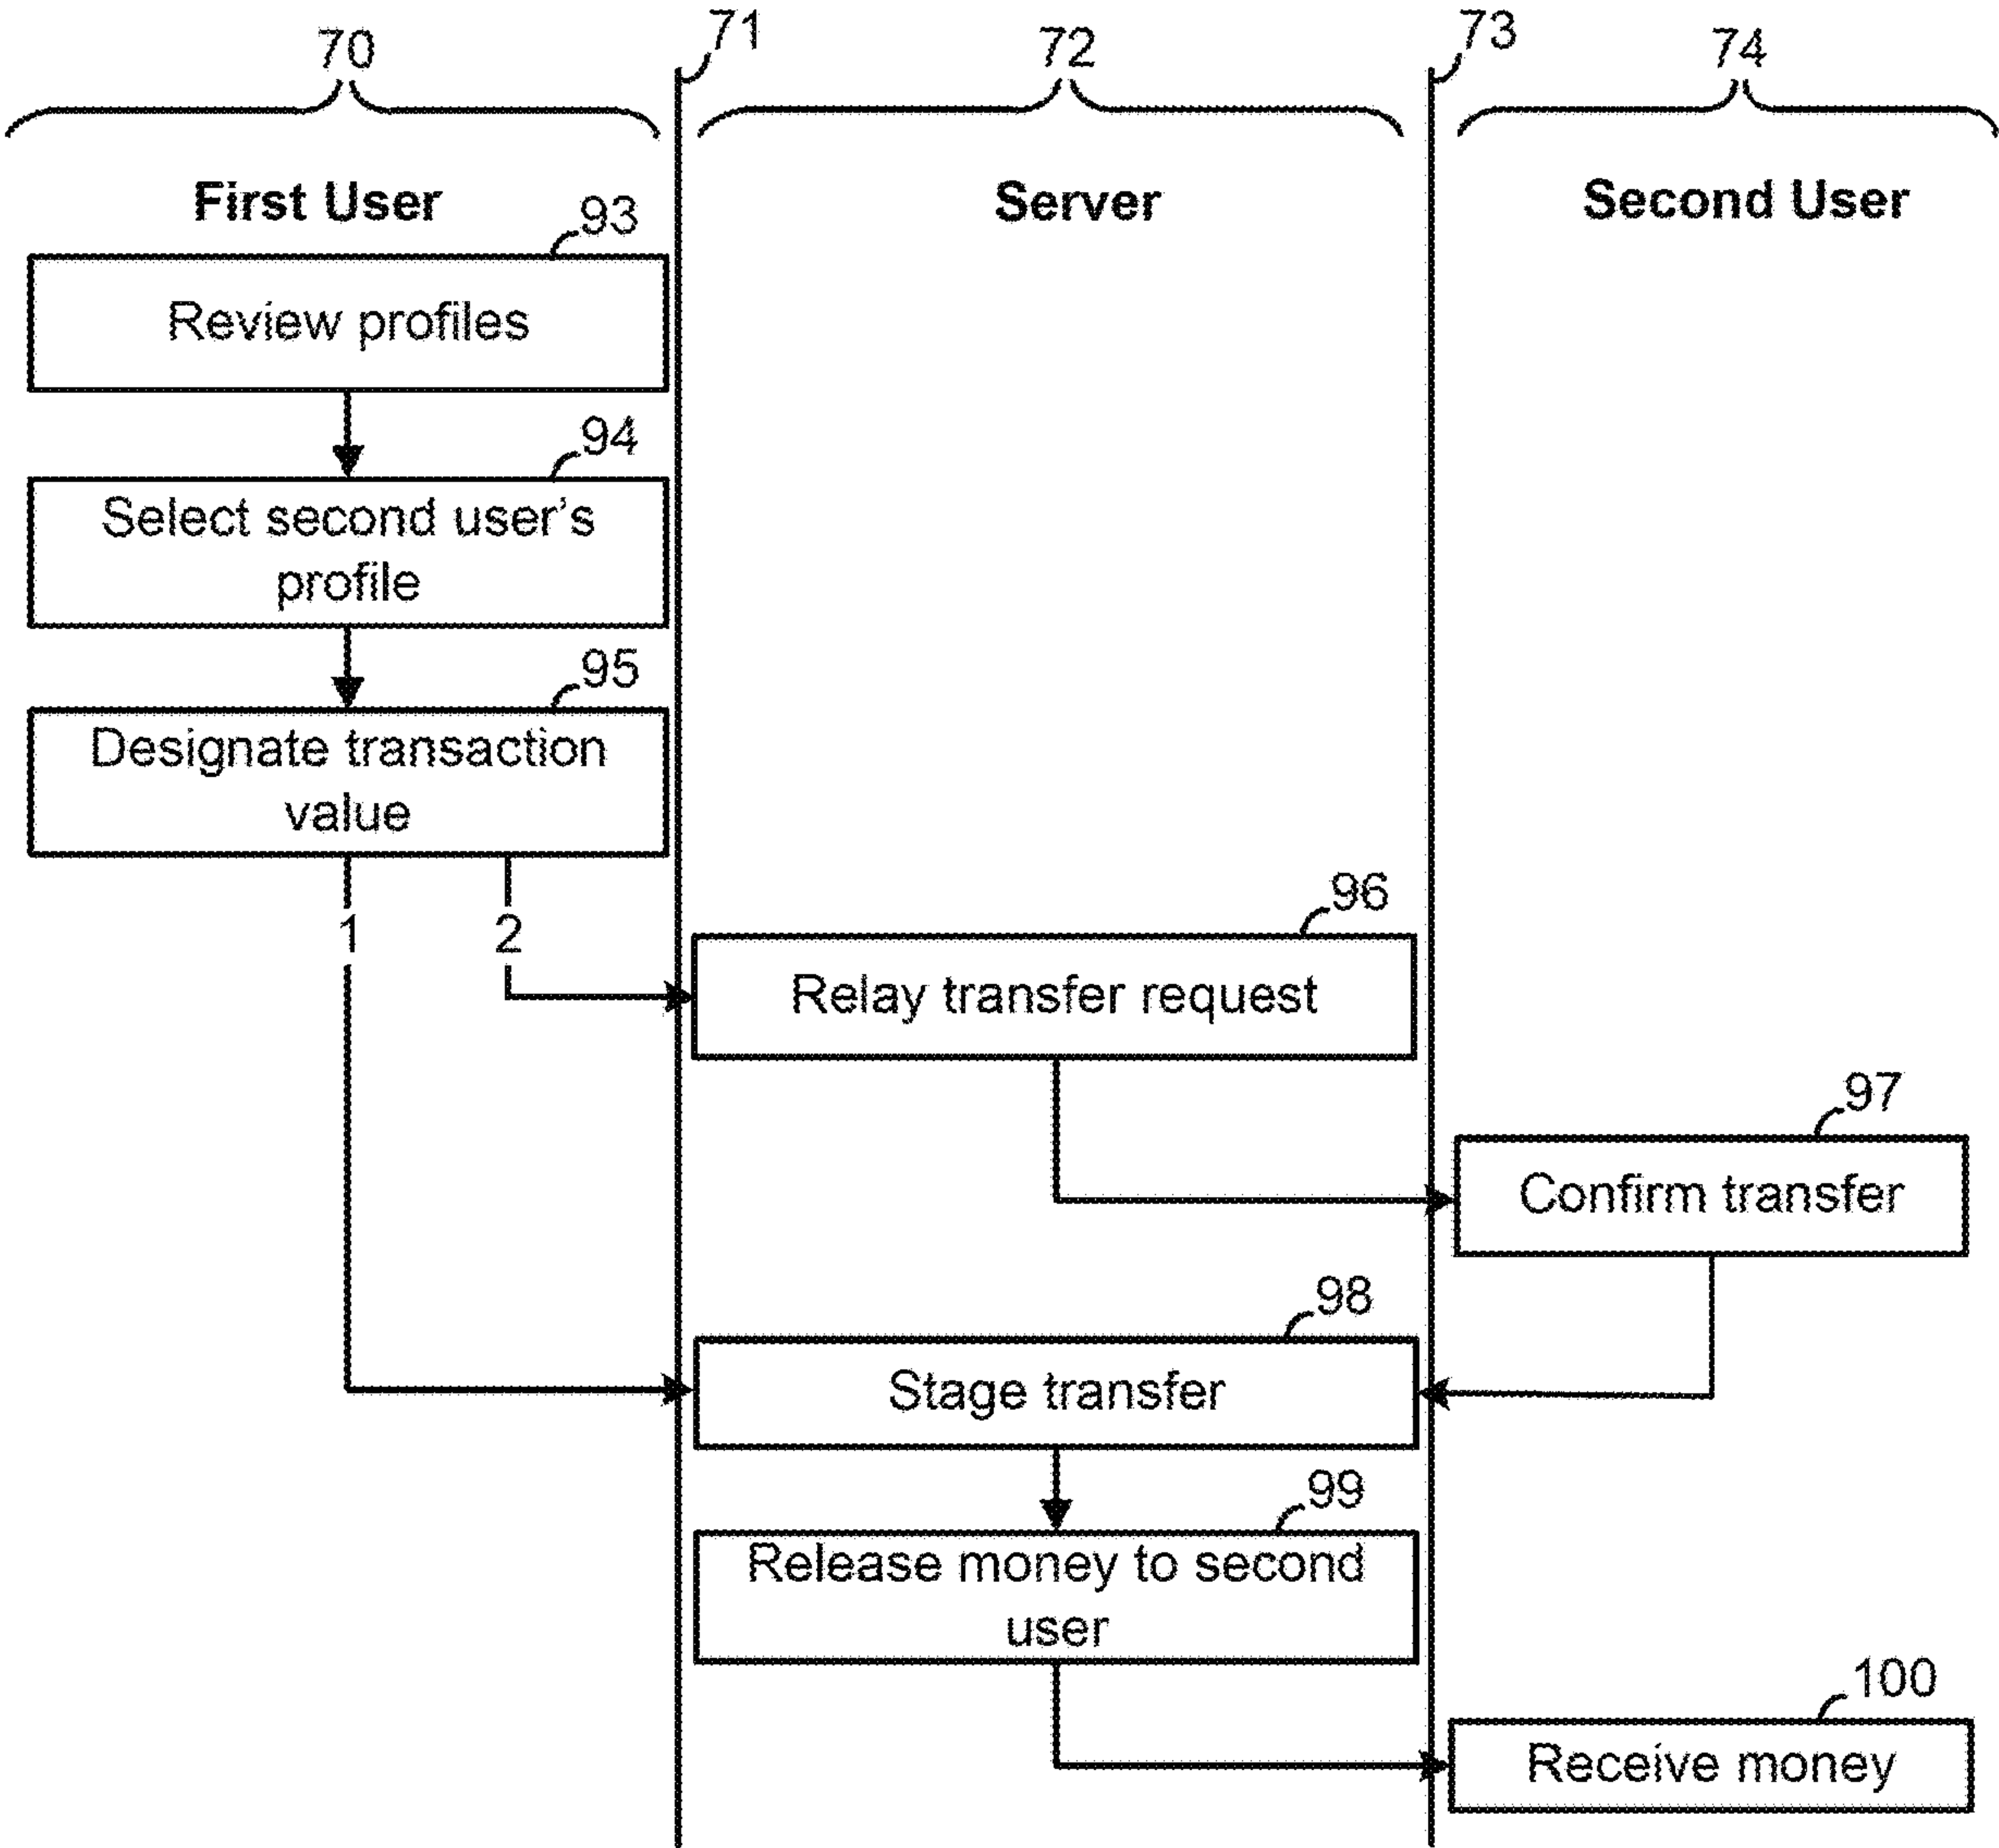 70
71
72
73
74
First User
Server
Second User
93
Review profiles
94
Select second user's
profile
95
Designate transaction
value
1
2
96
Relay transfer request
97
Confirm transfer
98
Stage transfer
99
Release money to second
user
100
Receive money